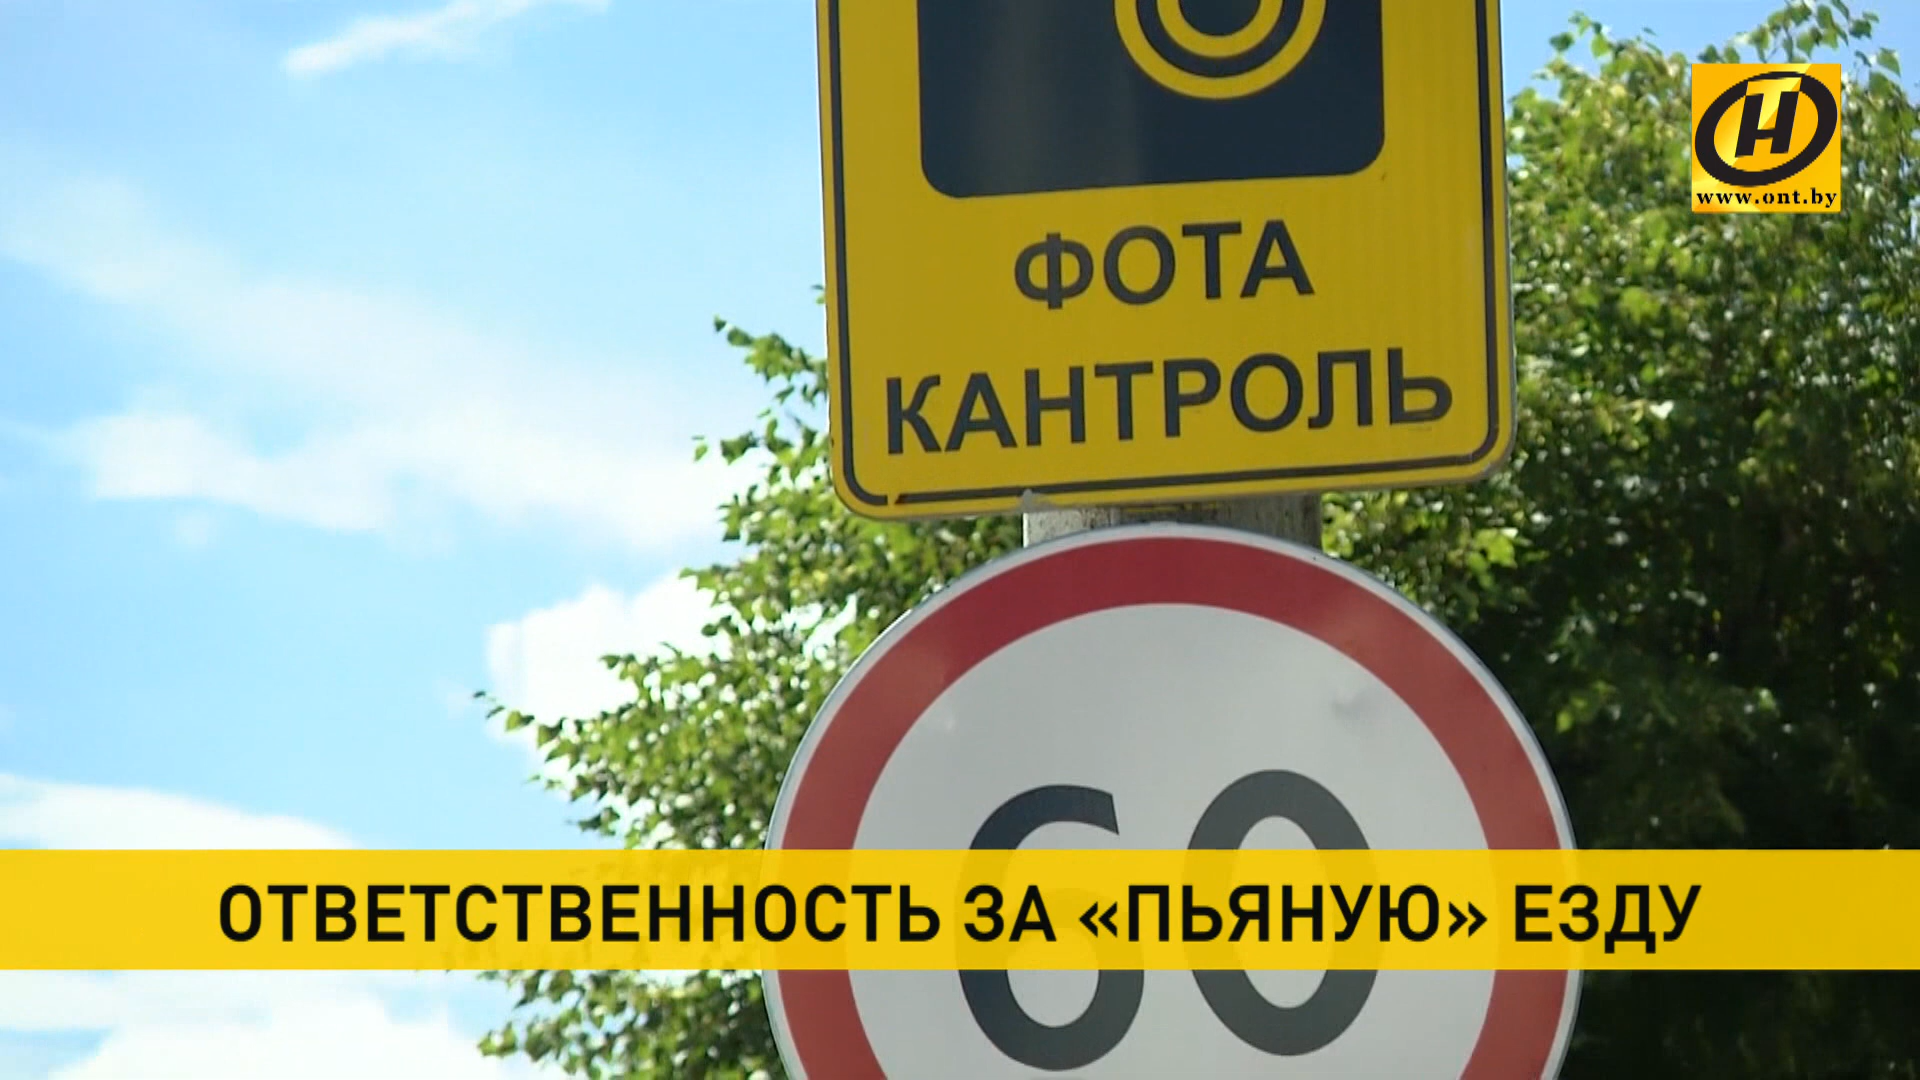 www.ont.by
ФОТА
КАНТРОЛЬ
60
ОТВЕТСТВЕННОСТЬ ЗА «ПЬЯНУЮ» ЕЗДУ